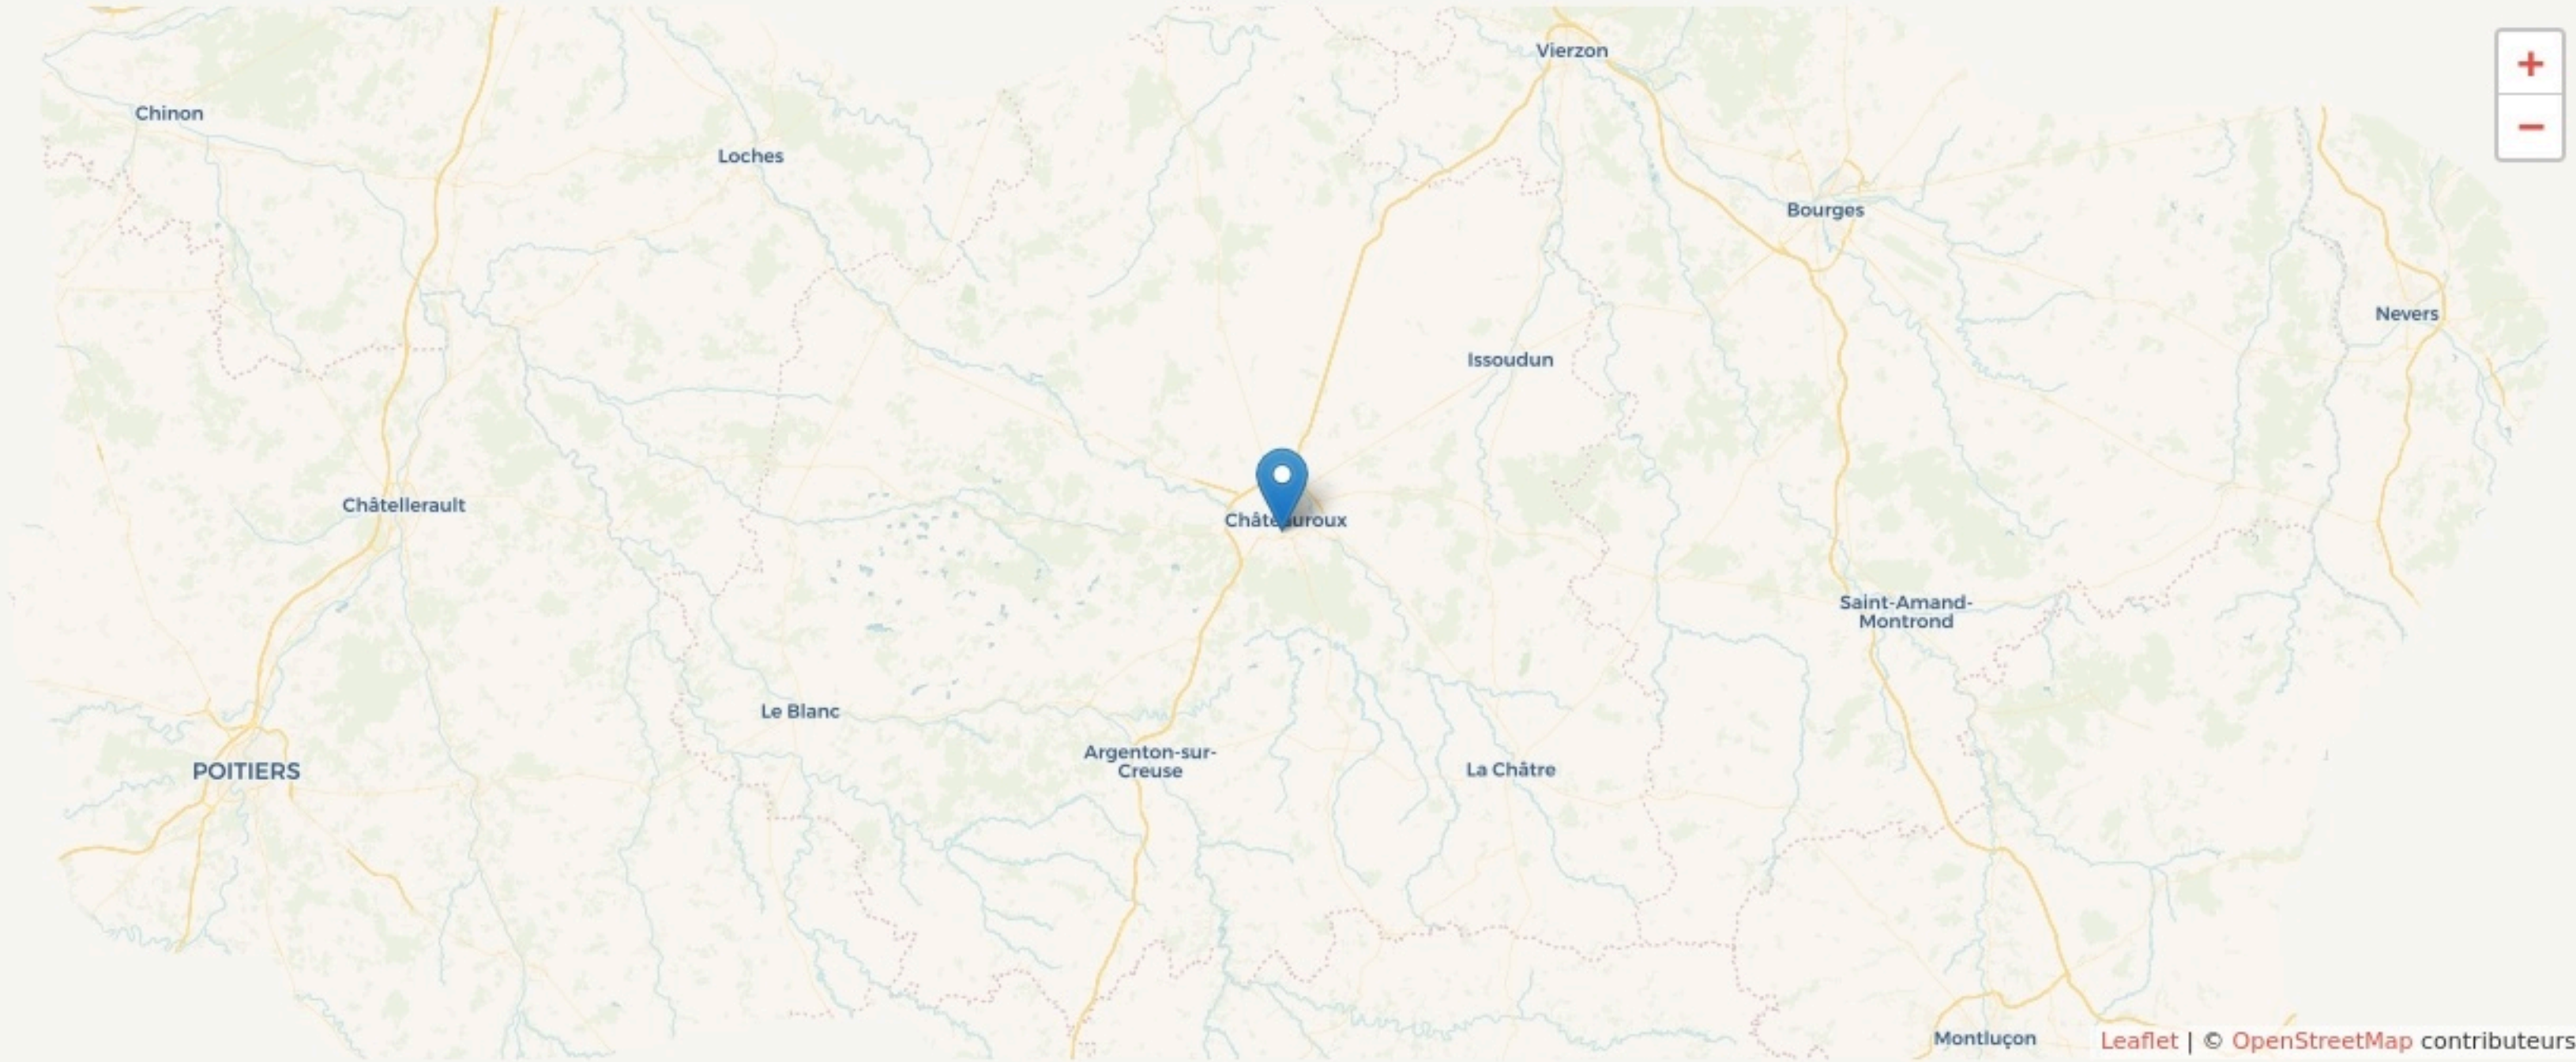 Vierzon
+
−
Chinon
Loches
Bourges
Nevers
Issoudun
Châtellerault
Châteauroux
Saint-Amand-
Montrond
Le Blanc
Argenton-sur-
Creuse
La Châtre
POITIERS
Montluçon
Leaflet | © OpenStreetMap contributeurs